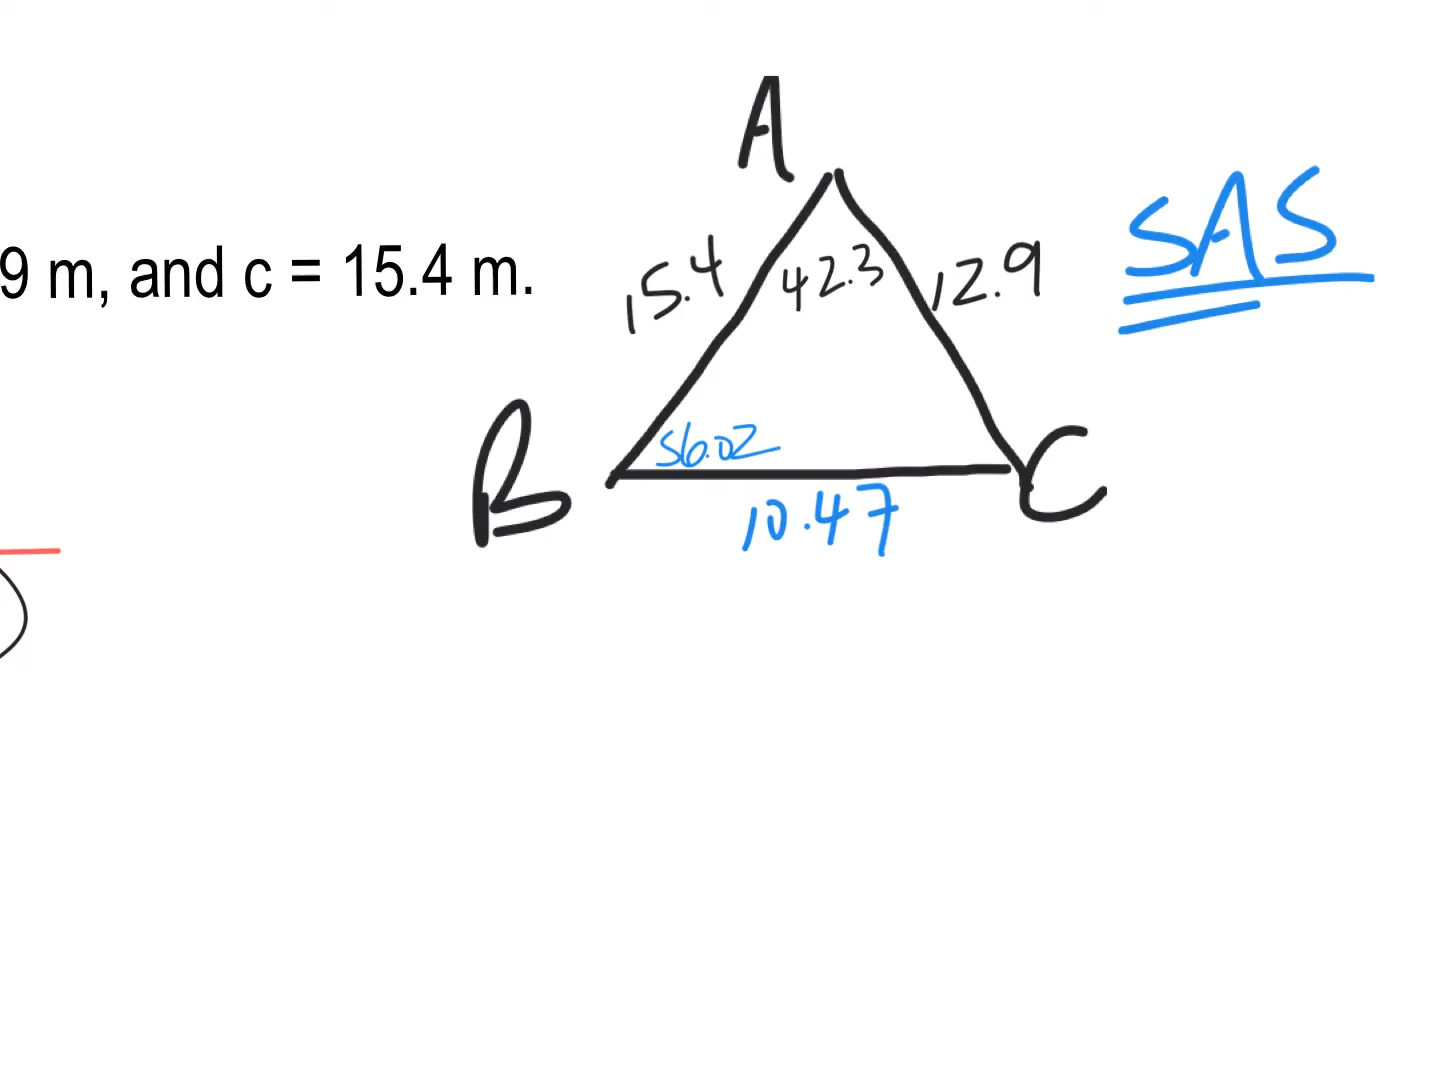 A
SAS
9 m, and c = 15.4 m.
15.4
42.3
12.9
B
56.02
C
10.47